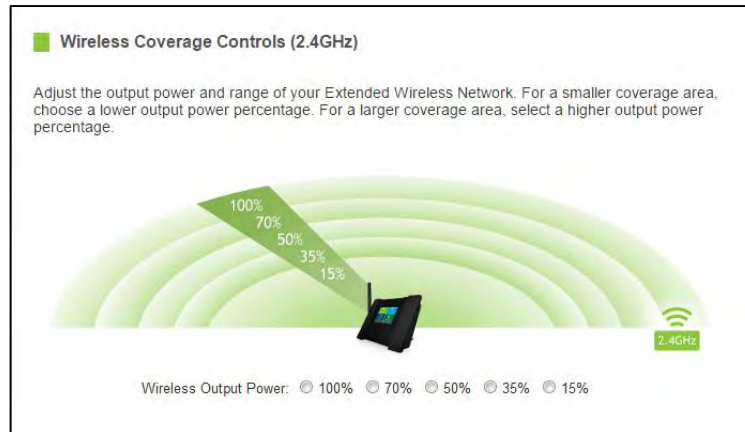 Wireless Coverage Controls (2.4GHz)
Adjust the output power and range of your Extended Wireless Network. For a smaller coverage area,
choose a lower output power percentage. For a larger coverage area, select a higher output power
percentage.
100%
70%
50%
35%
15%
2.4GHz
Wireless Output Power: 100% 70% 50% 35% 15%